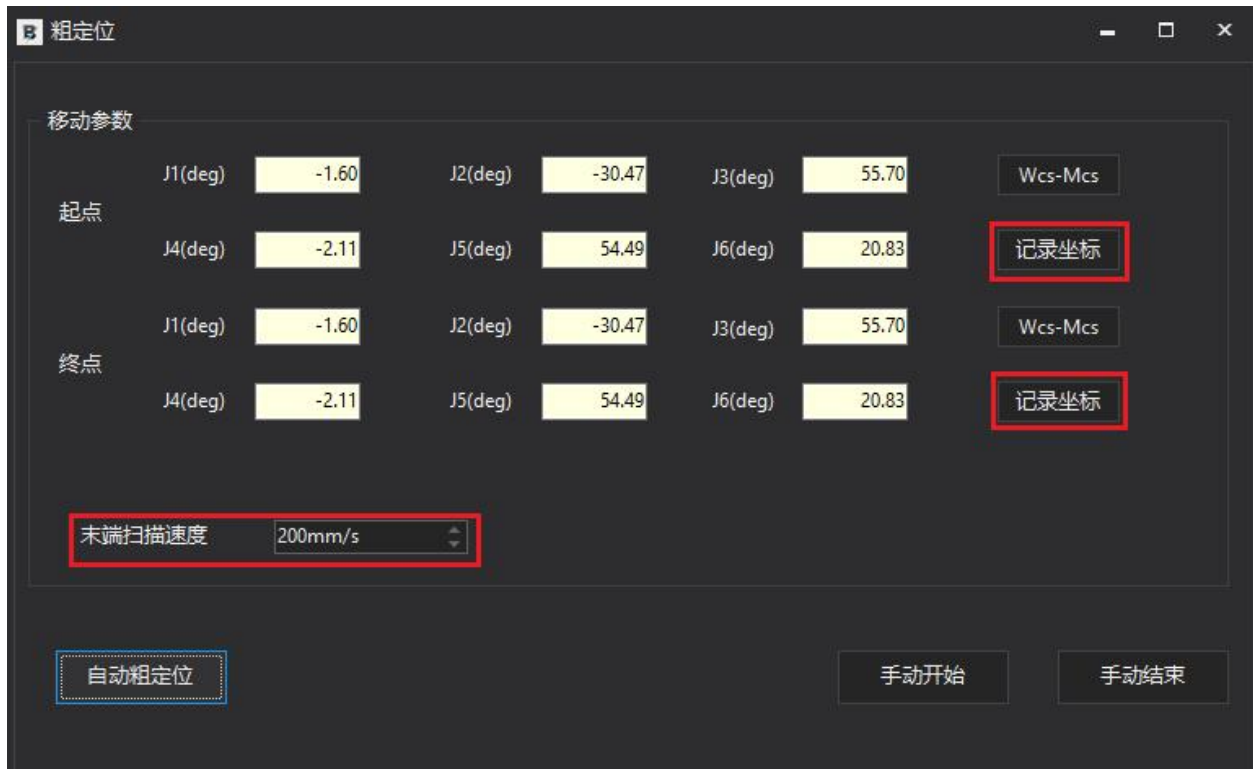 粗定位
移动参数
起点
J1(deg) -1.60 J2(deg) -30.47 J3(deg) 55.70 Wcs-Mcs
J4(deg) -2.11 J5(deg) 54.49 J6(deg) 20.83 记录坐标
终点
J1(deg) -1.60 J2(deg) -30.47 J3(deg) 55.70 Wcs-Mcs
J4(deg) -2.11 J5(deg) 54.49 J6(deg) 20.83 记录坐标
末端扫描速度 200mm/s
自动粗定位 手动开始 手动结束